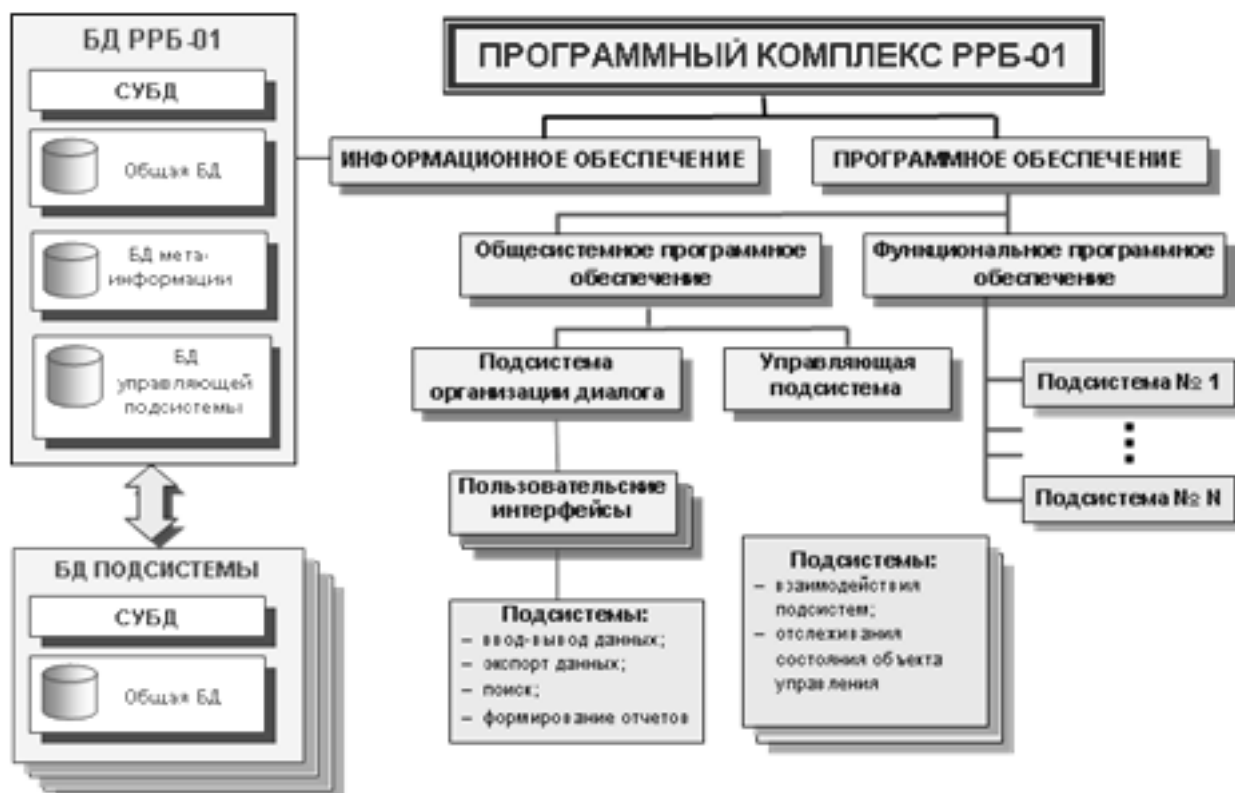 БД РРБ-01
СУБД
Общая БД
БД мета-
информации
БД
управляющей
подсистемы
БД ПОДСИСТЕМЫ
СУБД
Общая БД
ПРОГРАММНЫЙ КОМПЛЕКС РРБ-01
ИНФОРМАЦИОННОЕ ОБЕСПЕЧЕНИЕ
ПРОГРАММНОЕ ОБЕСПЕЧЕНИЕ
Общесистемное программное
обеспечение
Функциональное программное
обеспечение
Подсистема
организации диалога
Управляющая
подсистема
Подсистема № 1
Подсистема № N
Пользовательские
интерфейсы
Подсистемы:
– ввод-вывод данных;
– экспорт данных;
– поиск;
– формирование отчетов
Подсистемы:
– взаимодействия
подсистем;
– отслеживания
состояния объекта
управления